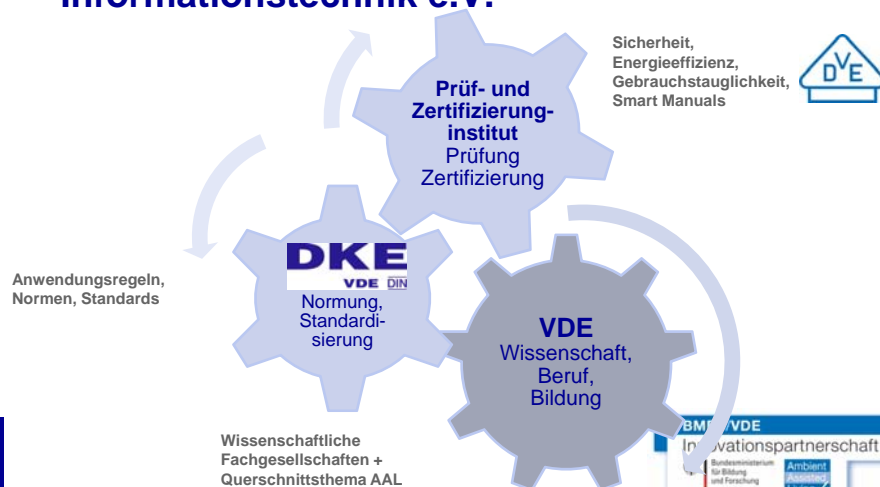 Informationstechnik e.V.
Sicherheit,
Energieeffizienz,
Gebrauchstauglichkeit,
Smart Manuals
DVE
Prüf- und
Zertifizierung-
institut
Prüfung
Zertifizierung
DKE
VDE DIN
Normung,
Standardi-
sierung
Anwendungsregeln,
Normen, Standards
VDE
Wissenschaft,
Beruf,
Bildung
Wissenschaftliche
Fachgesellschaften +
Querschnittsthema AAL
VDE
Innovationspartnerschaft
Bundesministerium
für Bildung
und Forschung
Ambient
Assisted